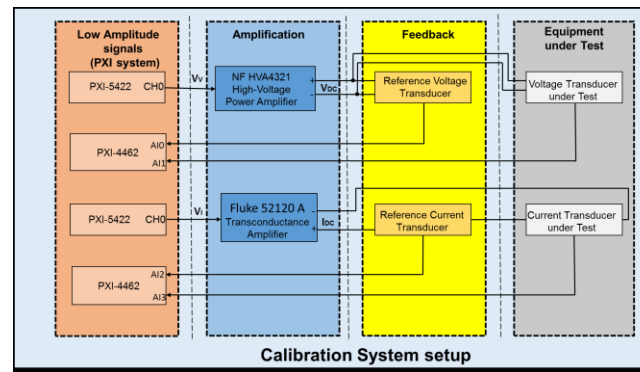 Low Amplitude
signals
(PXI system)
Amplification
Feedback
Equipment
under Test
PXI-5422 CH0
VV
NF HVA4321
High-Voltage
Power Amplifier
+
-
VDC
Reference Voltage
Transducer
Voltage Transducer
under Test
PXI-4462
AI0
AI1
PXI-5422 CH0
VI
Fluke 52120 A
Transconductance
Amplifier
-
+
IDC
Reference Current
Transducer
Current Transducer
under Test
PXI-4462
AI2
AI3
Calibration System setup